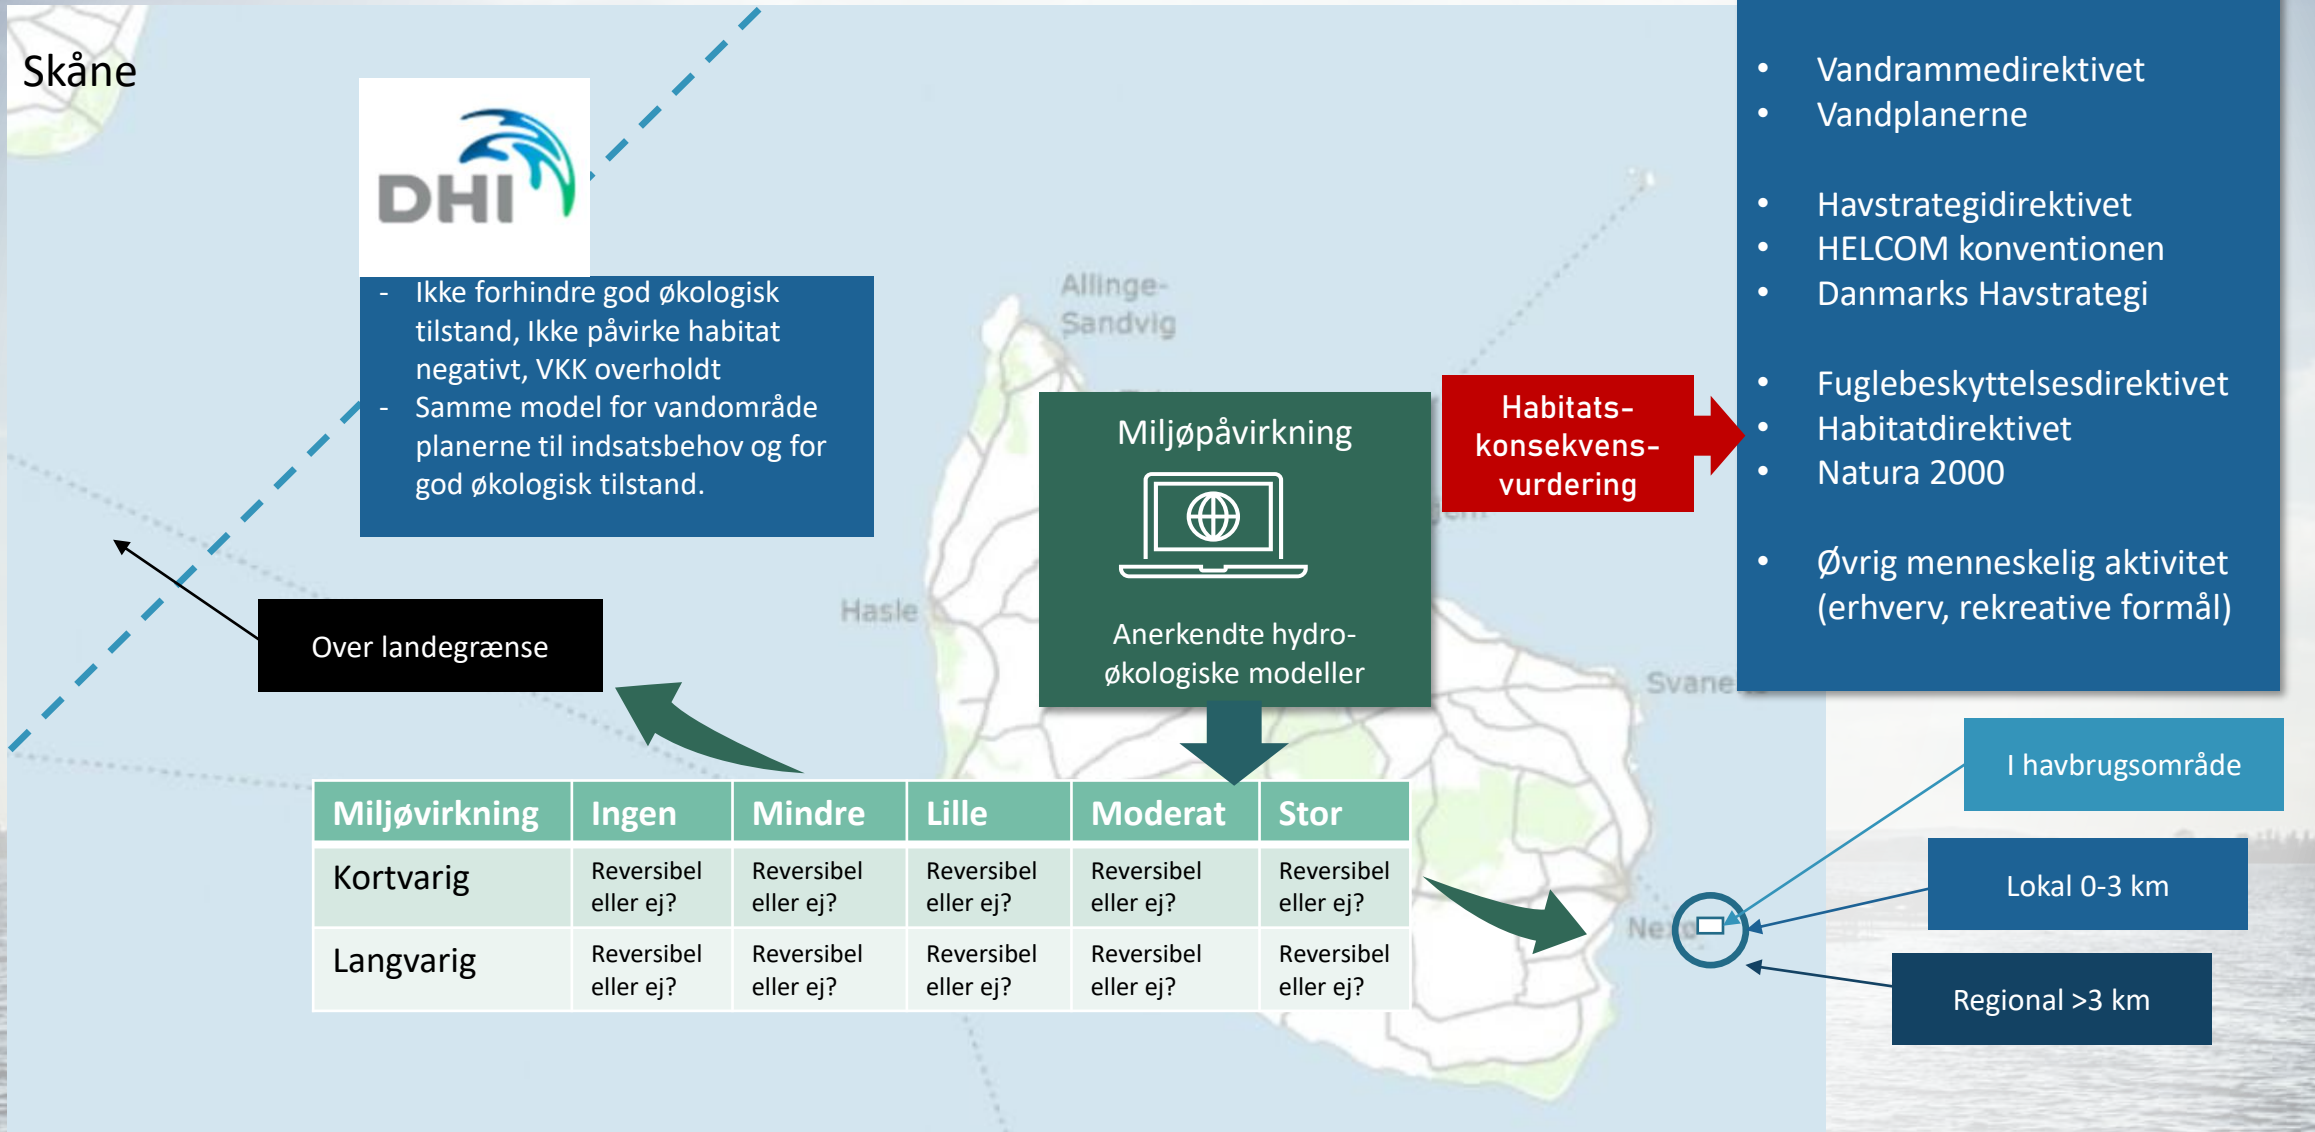 Skåne
DHI
- Ikke forhindre god økologisk
tilstand, Ikke påvirke habitat
negativt, VKK overholdt
- Samme model for vandområde
planerne til indsatsbehov og for
god økologisk tilstand.
Over landegrænse
Allinge-
Sandvig
Hasle
Miljøpåvirkning
Anerkendte hydro-
økologiske modeller
Habitats-
konsekvens-
vurdering
• Vandrammedirektivet
• Vandplanerne
• Havstrategidirektivet
• HELCOM konventionen
• Danmarks Havstrategi
• Fuglebeskyttelsesdirektivet
• Habitatdirektivet
• Natura 2000
• Øvrig menneskelig aktivitet
(erhverv, rekreative formål)
Miljøvirkning Ingen Mindre Lille Moderat Stor
Kortvarig Reversibel Reversibel Reversibel Reversibel Reversibel
eller ej? eller ej? eller ej? eller ej? eller ej?
Langvarig Reversibel Reversibel Reversibel Reversibel Reversibel
eller ej? eller ej? eller ej? eller ej? eller ej?
I havbrugsområde
Lokal 0-3 km
Regional >3 km